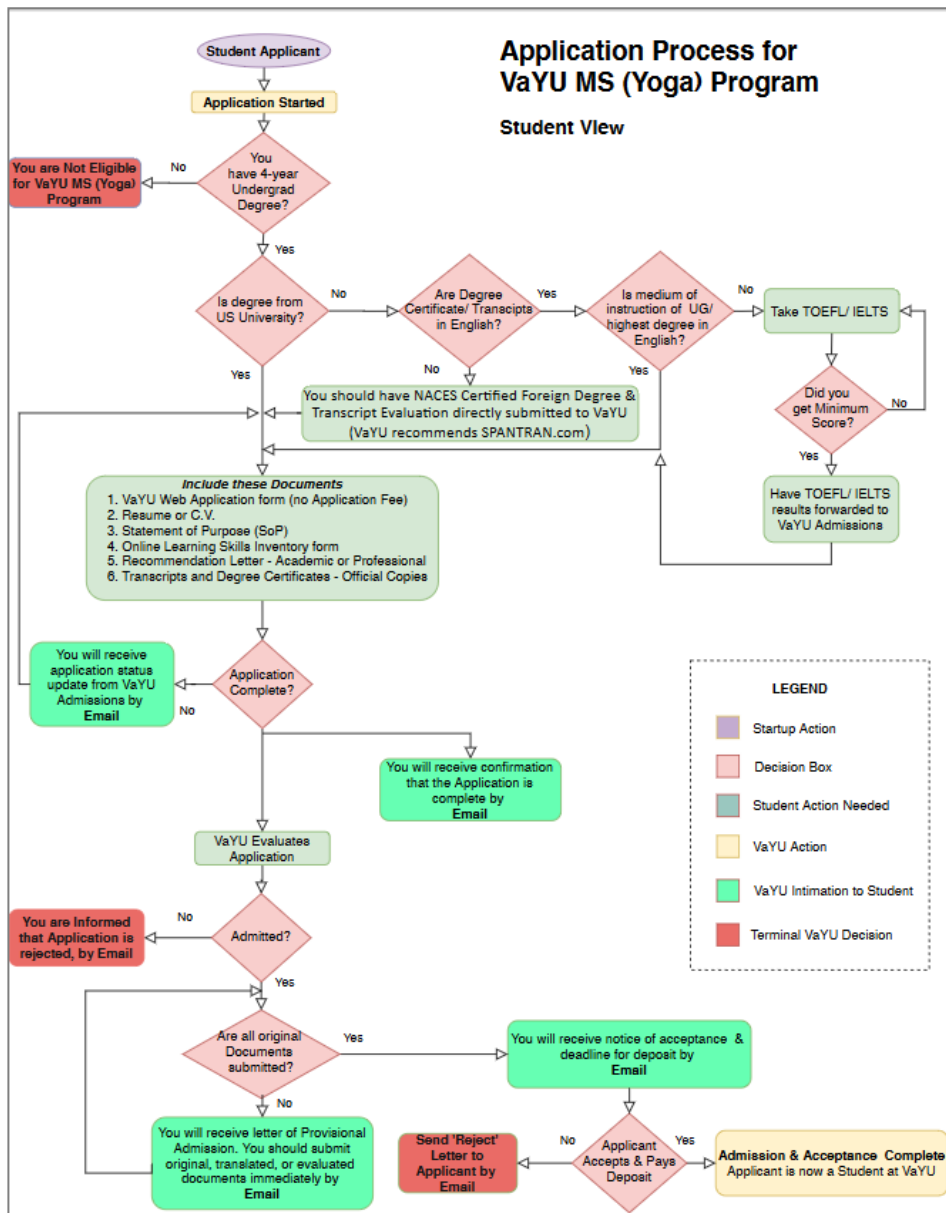 Application Process for
VaYU MS (Yoga) Program
Student View
Student Applicant
Application Started
You
have 4-year
Undergrad
Degree?
No
You are Not Eligible
for VaYU MS (Yoga)
Program
Yes
Is degree from
US University?
No
Are Degree
Certificate/ Transcipts
in English?
Yes
Is medium of
instruction of UG/
highest degree in
English?
No
Take TOEFL/ IELTS
Yes
No
You should have NACES Certified Foreign Degree &
Transcript Evaluation directly submitted to VaYU
(VaYU recommends SPANTRAN.com)
Yes
Did you
get Minimum
Score?
No
Yes
Have TOEFL/ IELTS
results forwarded to
VaYU Admissions
Include these Documents
1. VaYU Web Application form (no Application Fee)
2. Resume or C.V.
3. Statement of Purpose (SoP)
4. Online Learning Skills Inventory form
5. Recommendation Letter - Academic or Professional
6. Transcripts and Degree Certificates - Official Copies
Application
Complete?
No
You will receive
application status
update from VaYU
Admissions by
Email
You will receive confirmation
that the Application is
complete by
Email
VaYU Evaluates
Application
Admitted?
No
You are Informed
that Application is
rejected, by Email
Yes
Are all original
Documents
submitted?
Yes
You will receive notice of acceptance &
deadline for deposit by
Email
No
You will receive letter of Provisional
Admission. You should submit
original, translated, or evaluated
documents immediately by
Email
Applicant
Accepts & Pays
Deposit
No
Send 'Reject'
Letter to
Applicant by
Email
Yes
Admission & Acceptance Complete
Applicant is now a Student at VaYU
LEGEND
Startup Action
Decision Box
Student Action Needed
VaYU Action
VaYU Intimation to Student
Terminal VaYU Decision